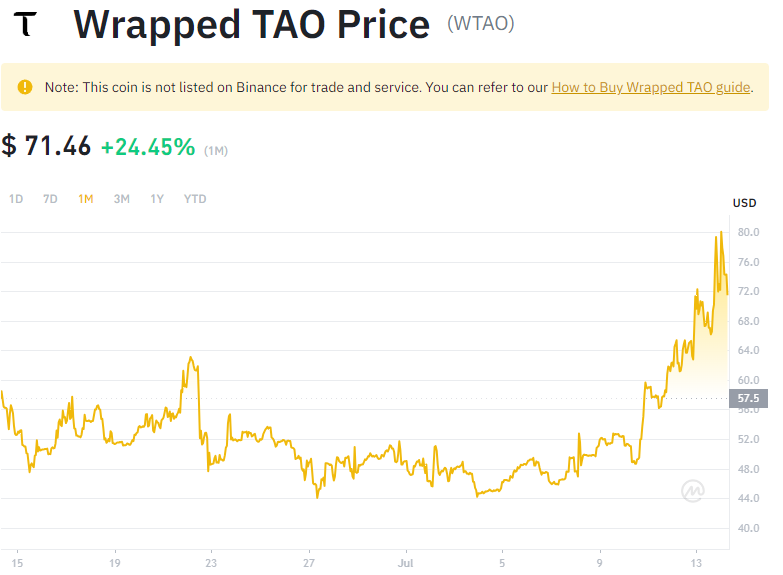 Wrapped TAO Price (WTAO)
Note: This coin is not listed on Binance for trade and service. You can refer to our How to Buy Wrapped TAO guide.
$ 71.46 +24.45% (1M)
1D 7D 1M 3M 1Y YTD
USD
80.0
76.0
72.0
68.0
64.0
60.0
57.5
56.0
52.0
48.0
44.0
40.0
15 19 23 27 Jul 5 9 13